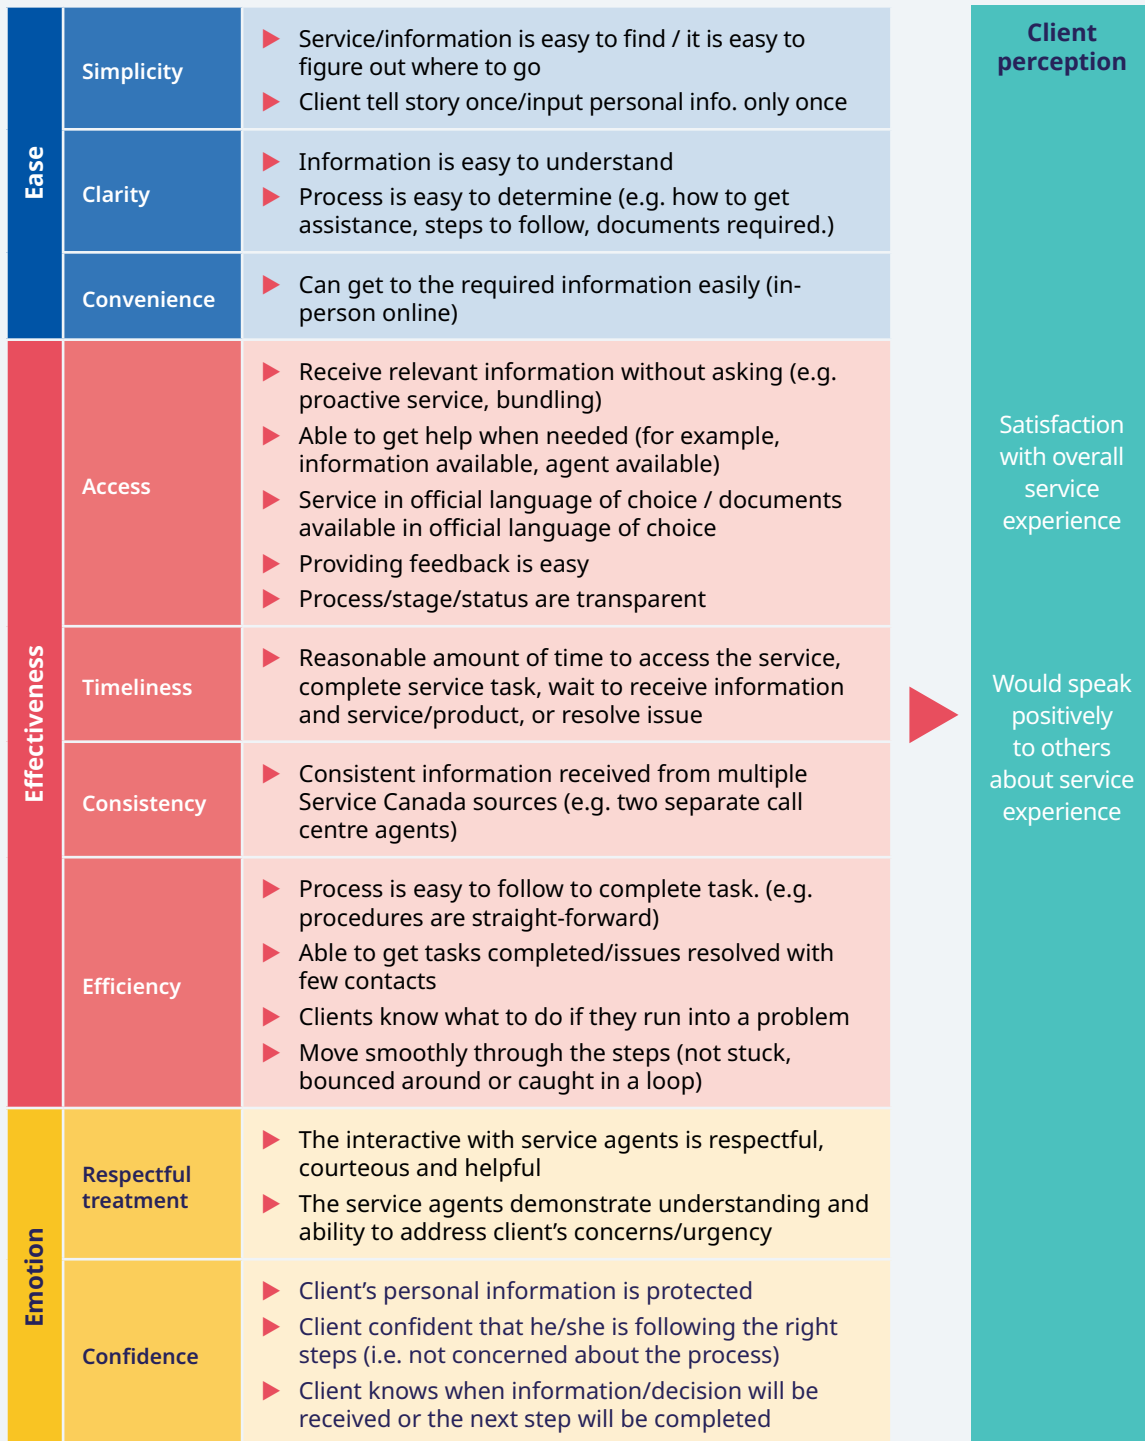 Ease
Simplicity
Service/information is easy to find / it is easy to
figure out where to go
Client tell story once/input personal info. only once
Clarity
Information is easy to understand
Process is easy to determine (e.g. how to get
assistance, steps to follow, documents required.)
Convenience
Can get to the required information easily (in-
person online)
Effectiveness
Access
Receive relevant information without asking (e.g.
proactive service, bundling)
Able to get help when needed (for example,
information available, agent available)
Service in official language of choice / documents
available in official language of choice
Providing feedback is easy
Process/stage/status are transparent
Timeliness
Reasonable amount of time to access the service,
complete service task, wait to receive information
and service/product, or resolve issue
Consistency
Consistent information received from multiple
Service Canada sources (e.g. two separate call
centre agents)
Efficiency
Process is easy to follow to complete task. (e.g.
procedures are straight-forward)
Able to get tasks completed/issues resolved with
few contacts
Clients know what to do if they run into a problem
Move smoothly through the steps (not stuck,
bounced around or caught in a loop)
Emotion
Respectful
treatment
The interactive with service agents is respectful,
courteous and helpful
The service agents demonstrate understanding and
ability to address client’s concerns/urgency
Confidence
Client’s personal information is protected
Client confident that he/she is following the right
steps (i.e. not concerned about the process)
Client knows when information/decision will be
received or the next step will be completed
Client
perception
Satisfaction
with overall
service
experience
Would speak
positively
to others
about service
experience